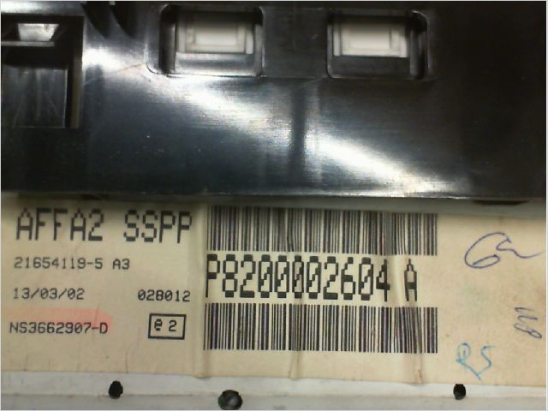 AFFA2 SSPP
21654119-5 A3
13/03/02 028012
NS3662907-D e2
P8200002604 A